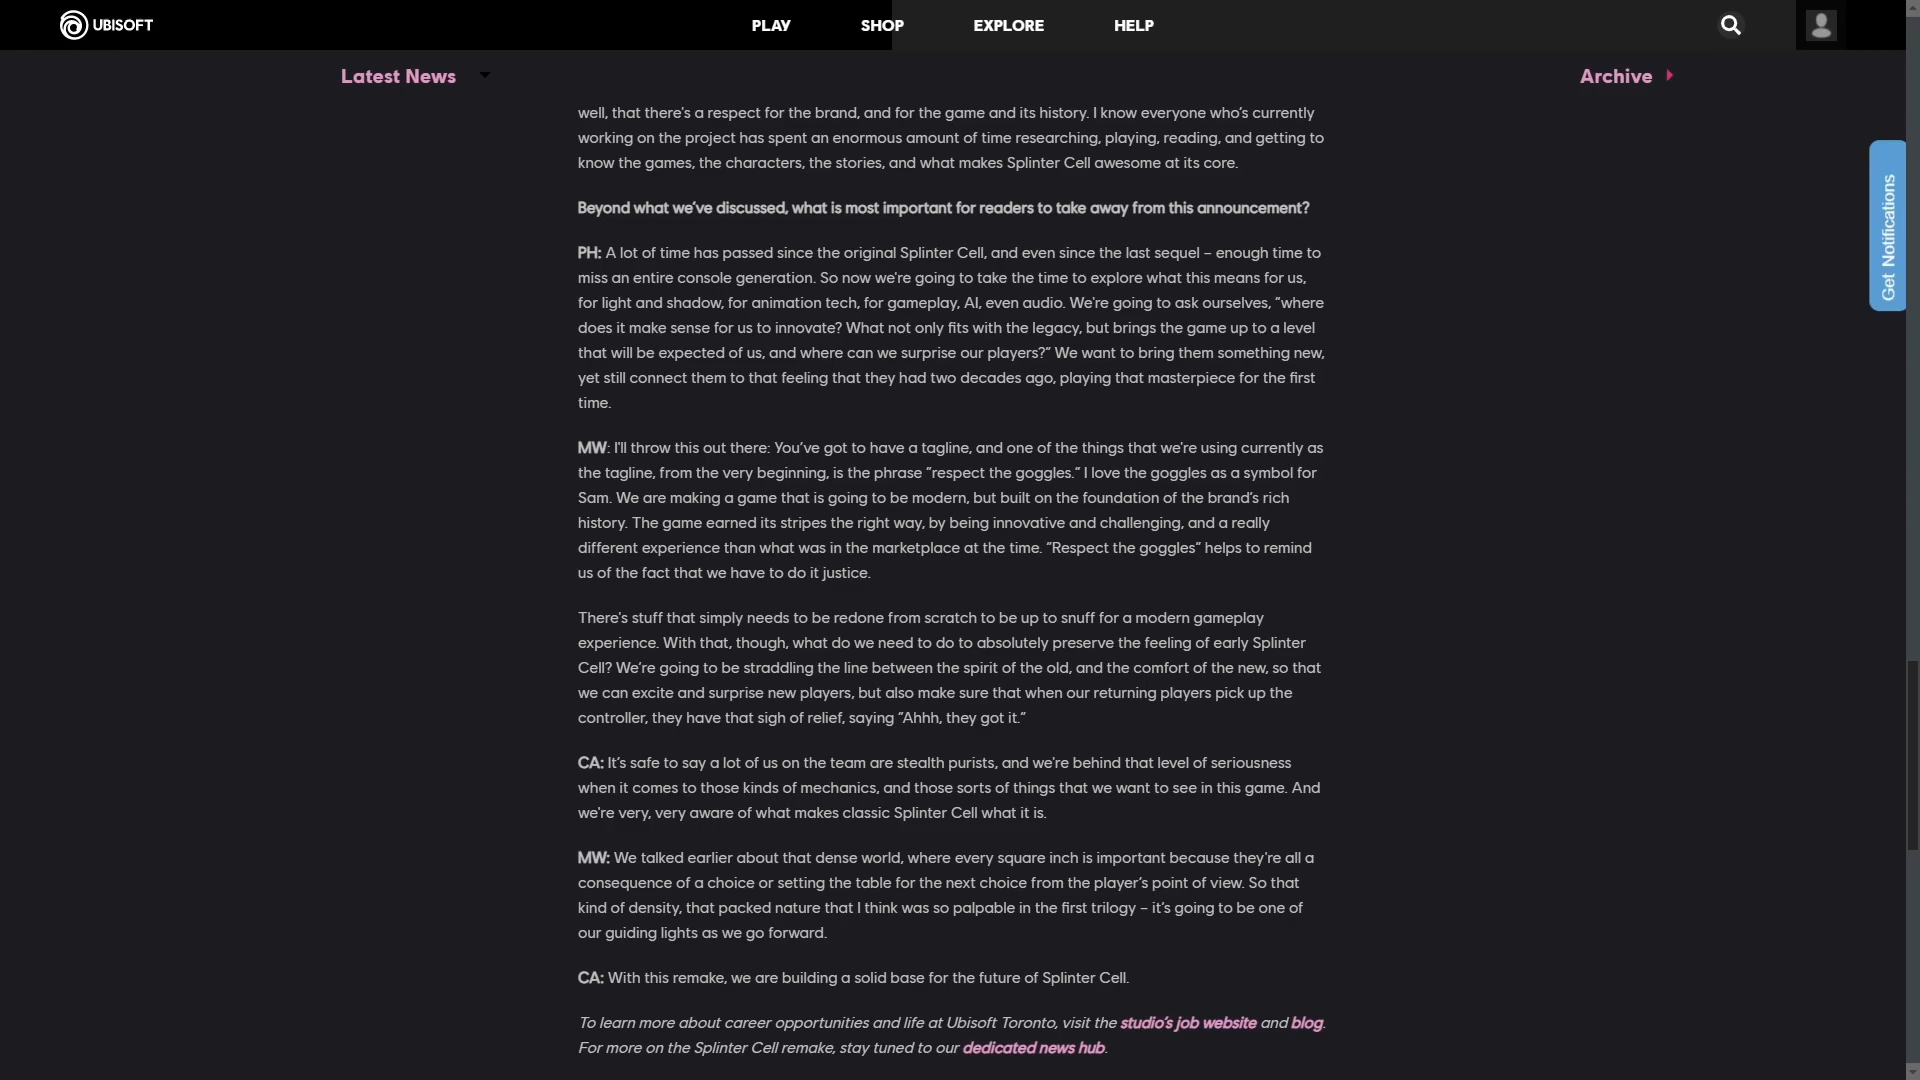 UBISOFT
PLAY
SHOP
EXPLORE
HELP
Latest News
Archive
well, that there's a respect for the brand, and for the game and its history. I know everyone who's currently
working on the project has spent an enormous amount of time researching, playing, reading, and getting to
know the games, the characters, the stories, and what makes Splinter Cell awesome at its core.
Beyond what we've discussed, what is most important for readers to take away from this announcement?
PH: A lot of time has passed since the original Splinter Cell, and even since the last sequel – enough time to
miss an entire console generation. So now we're going to take the time to explore what this means for us,
for light and shadow, for animation tech, for gameplay, AI, even audio. We're going to ask ourselves, “where
does it make sense for us to innovate? What not only fits with the legacy, but brings the game up to a level
that will be expected of us, and where can we surprise our players?” We want to bring them something new,
yet still connect them to that feeling that they had two decades ago, playing that masterpiece for the first
time.
MW: I'll throw this out there: You've got to have a tagline, and one of the things that we're using currently as
the tagline, from the very beginning, is the phrase “respect the goggles.” I love the goggles as a symbol for
Sam. We are making a game that is going to be modern, but built on the foundation of the brand's rich
history. The game earned its stripes the right way, by being innovative and challenging, and a really
different experience than what was in the marketplace at the time. “Respect the goggles” helps to remind
us of the fact that we have to do it justice.
There's stuff that simply needs to be redone from scratch to be up to snuff for a modern gameplay
experience. With that, though, what do we need to do to absolutely preserve the feeling of early Splinter
Cell? We're going to be straddling the line between the spirit of the old, and the comfort of the new, so that
we can excite and surprise new players, but also make sure that when our returning players pick up the
controller, they have that sigh of relief, saying “Ahhh, they got it.”
CA: It's safe to say a lot of us on the team are stealth purists, and we're behind that level of seriousness
when it comes to those kinds of mechanics, and those sorts of things that we want to see in this game. And
we're very, very aware of what makes classic Splinter Cell what it is.
MW: We talked earlier about that dense world, where every square inch is important because they're all a
consequence of a choice or setting the table for the next choice from the player's point of view. So that
kind of density, that packed nature that I think was so palpable in the first trilogy – it's going to be one of
our guiding lights as we go forward.
CA: With this remake, we are building a solid base for the future of Splinter Cell.
To learn more about career opportunities and life at Ubisoft Toronto, visit the studio's job website and blog.
For more on the Splinter Cell remake, stay tuned to our dedicated news hub.
Get Notifications